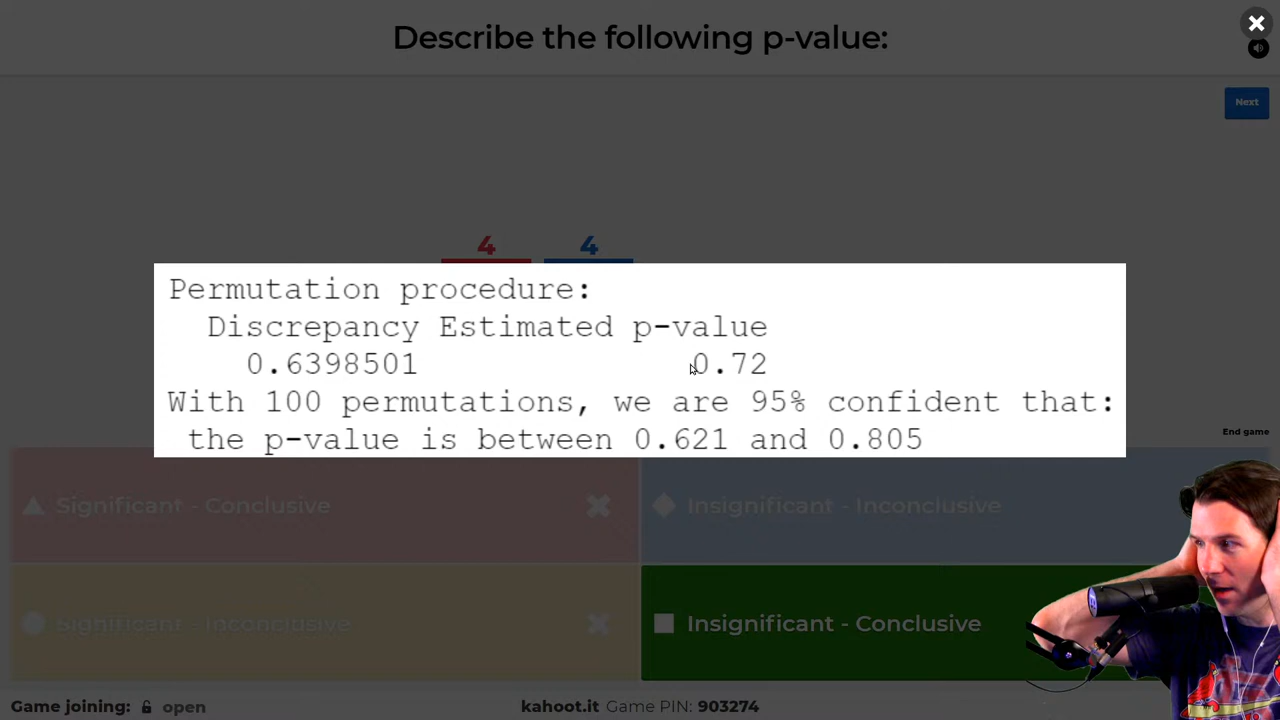 Describe the following p-value:
Next
4 4
Permutation procedure:
Discrepancy Estimated p-value
0.6398501 0.72
With 100 permutations, we are 95% confident that:
the p-value is between 0.621 and 0.805
End game
Significant - Conclusive
Insignificant - Inconclusive
Significant - Inconclusive
Insignificant - Conclusive
Game joining: open
kahoot.it Game PIN: 903274